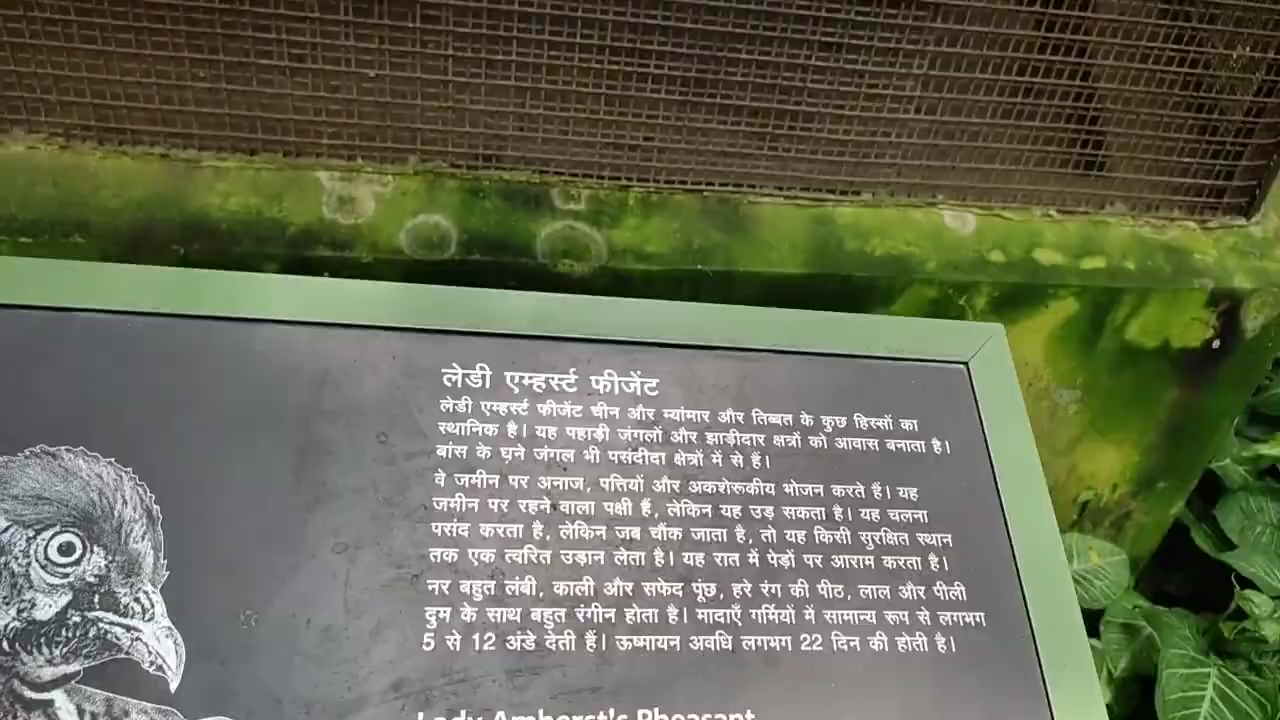 लेडी एम्हर्स्ट फीजेंट
लेडी एम्हर्स्ट फीजेंट चीन और म्यांमार और तिब्बत के कुछ हिस्सों का
स्थानिक है। यह पहाड़ी जंगलों और झाड़ीदार क्षत्रों को आवास बनाता है।
बांस के घने जंगल भी पसंदीदा क्षेत्रों में से हैं।
वे जमीन पर अनाज, पत्तियों और अकशेरूकीय भोजन करते हैं। यह
जमीन पर रहने वाला पक्षी हैं, लेकिन यह उड़ सकता है। यह चलना
पसंद करता है, लेकिन जब चौंक जाता है, तो यह किसी सुरक्षित स्थान
तक एक त्वरित उड़ान लेता है। यह रात में पेड़ों पर आराम करता है।
नर बहुत लंबी, काली और सफेद पूंछ, हरे रंग की पीठ, लाल और पीली
दुम के साथ बहुत रंगीन होता है। मादाएँ गर्मियों में सामान्य रूप से लगभग
5 से 12 अंडे देती हैं। ऊष्मायन अवधि लगभग 22 दिन की होती है।
Lady Amherst's Pheasant